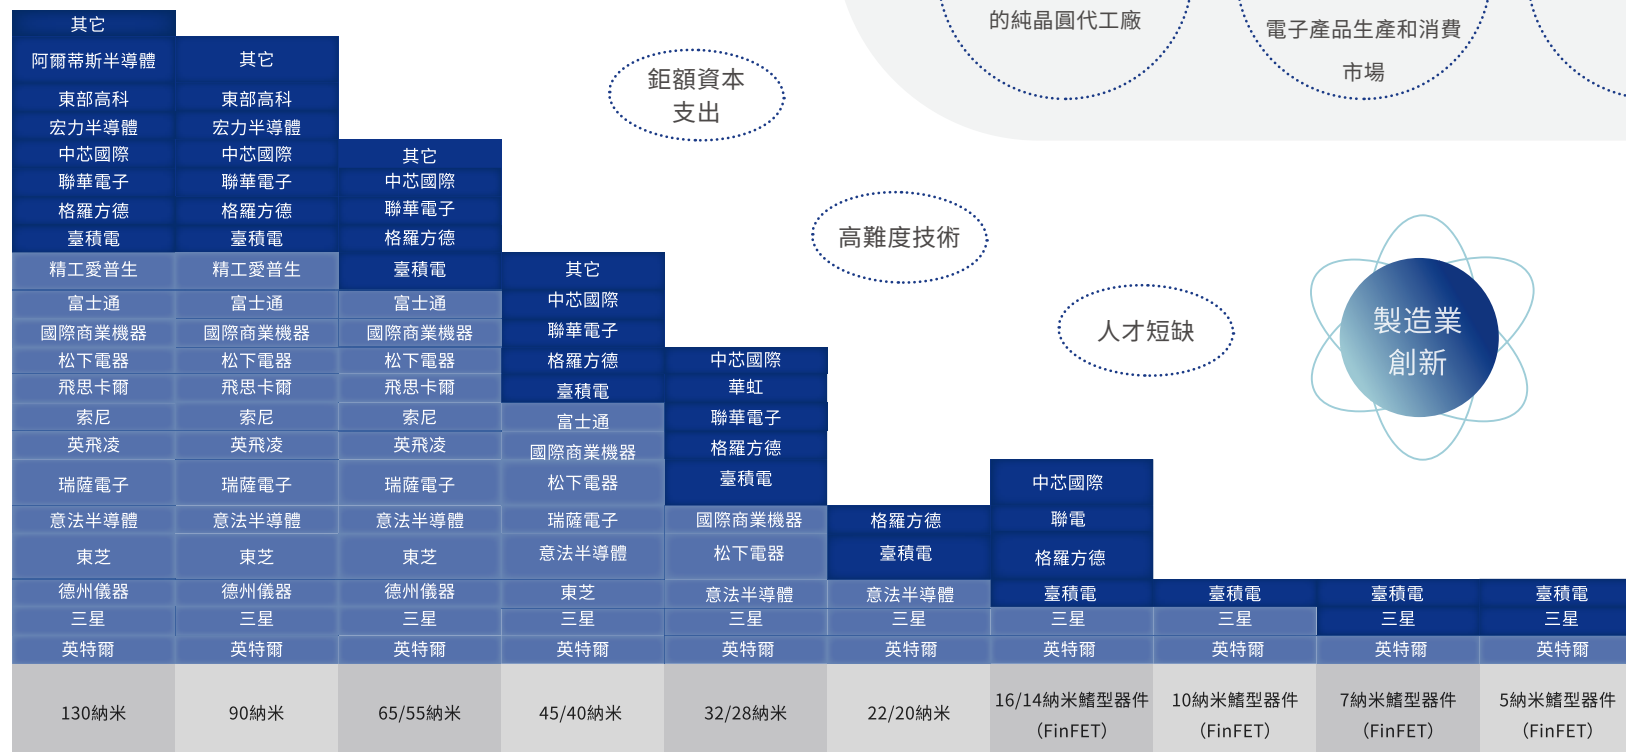 的純晶圓代工廠
電子產品生產和消費
市場
鉅額資本
支出
高難度技術
人才短缺
製造業
創新
其它
阿爾蒂斯半導體
東部高科
宏力半導體
中芯國際
聯華電子
格羅方德
臺積電
精工愛普生
富士通
國際商業機器
松下電器
飛思卡爾
索尼
英飛凌
瑞薩電子
意法半導體
東芝
德州儀器
三星
英特爾
130納米
其它
東部高科
宏力半導體
中芯國際
聯華電子
格羅方德
臺積電
精工愛普生
富士通
國際商業機器
松下電器
飛思卡爾
索尼
英飛凌
瑞薩電子
意法半導體
東芝
德州儀器
三星
英特爾
90納米
其它
中芯國際
聯華電子
格羅方德
臺積電
富士通
國際商業機器
松下電器
飛思卡爾
索尼
英飛凌
瑞薩電子
意法半導體
東芝
德州儀器
三星
英特爾
65/55納米
其它
中芯國際
聯華電子
格羅方德
臺積電
富士通
國際商業機器
松下電器
瑞薩電子
意法半導體
東芝
三星
英特爾
45/40納米
中芯國際
華虹
聯華電子
格羅方德
臺積電
國際商業機器
松下電器
意法半導體
三星
英特爾
32/28納米
格羅方德
臺積電
意法半導體
三星
英特爾
22/20納米
中芯國際
聯電
格羅方德
臺積電
三星
英特爾
16/14納米鰭型器件
（FinFET）
臺積電
三星
英特爾
10納米鰭型器件
（FinFET）
臺積電
三星
英特爾
7納米鰭型器件
（FinFET）
臺積電
三星
英特爾
5納米鰭型器件
（FinFET）